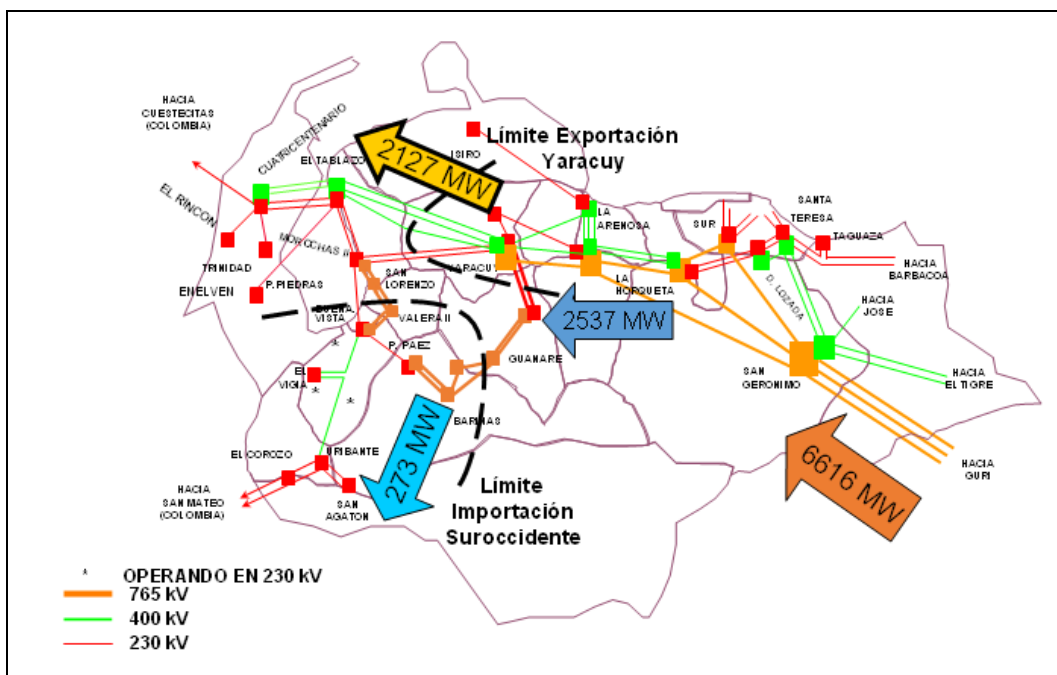 HACIA
CUESTECITAS
(COLOMBIA)
CUATRICENTENARIO
EL TABLAZO
2127 MW
ISIRO
Límite Exportación
Yaracuy
EL RINCON
TRINIDAD
ENELVEN
P.PIEDRAS
MOROCHAS II
SAN
LORENZO
YARACUY
LA
ARENOSA
SUR
SANTA
TERESA
TAGUAZA
HACIA
BARBACOA
LA
HORQUETA
D. LOZADA
HACIA
JOSE
BUENA
VISTA
VALERA II
2537 MW
P. PAEZ
GUANARE
SAN
GERONIMO
HACIA
EL TIGRE
*
EL
VIGIA
*
*
BARINAS
273 MW
6616 MW
HACIA
GURI
EL COROZO
URIBANTE
HACIA
SAN MATEO
(COLOMBIA)
SAN
AGATON
Límite
Importación
Suroccidente
* OPERANDO EN 230 kV
765 kV
400 kV
230 kV